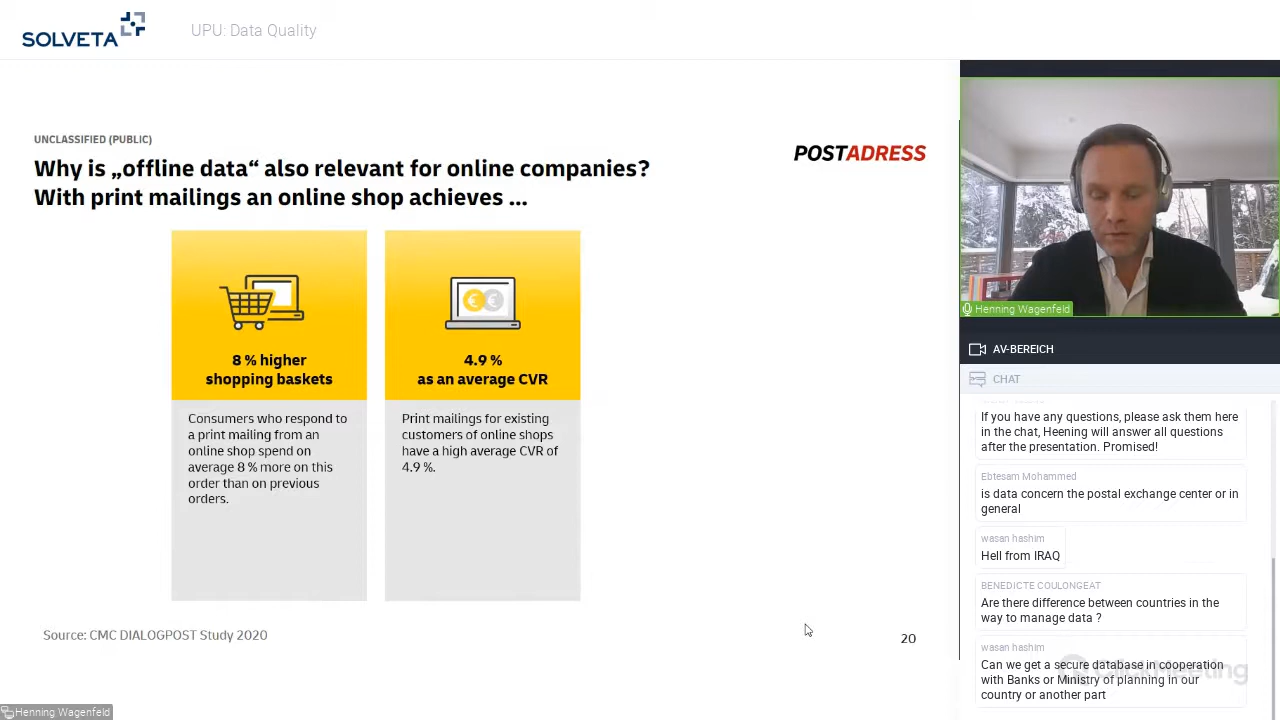 SOLVETA
UPU: Data Quality
UNCLASSIFIED (PUBLIC)
POSTADRESS
Why is „offline data“ also relevant for online companies?
With print mailings an online shop achieves ...
8 % higher
shopping baskets
Consumers who respond to
a print mailing from an
online shop spend on
average 8 % more on this
order than on previous
orders.
4.9 %
as an average CVR
Print mailings for existing
customers of online shops
have a high average CVR of
4.9 %.
Source: CMC DIALOGPOST Study 2020
20
Henning Wagenfeld
Henning Wagenfeld
AV-BEREICH
CHAT
If you have any questions, please ask them here
in the chat, Heening will answer all questions
after the presentation. Promised!
Ebtesam Mohammed
is data concern the postal exchange center or in
general
wasan hashim
Hell from IRAQ
BENEDICTE COULONGEAT
Are there difference between countries in the
way to manage data ?
wasan hashim
Can we get a secure database in cooperation
with Banks or Ministry of planning in our
country or another part
ClickMeeting